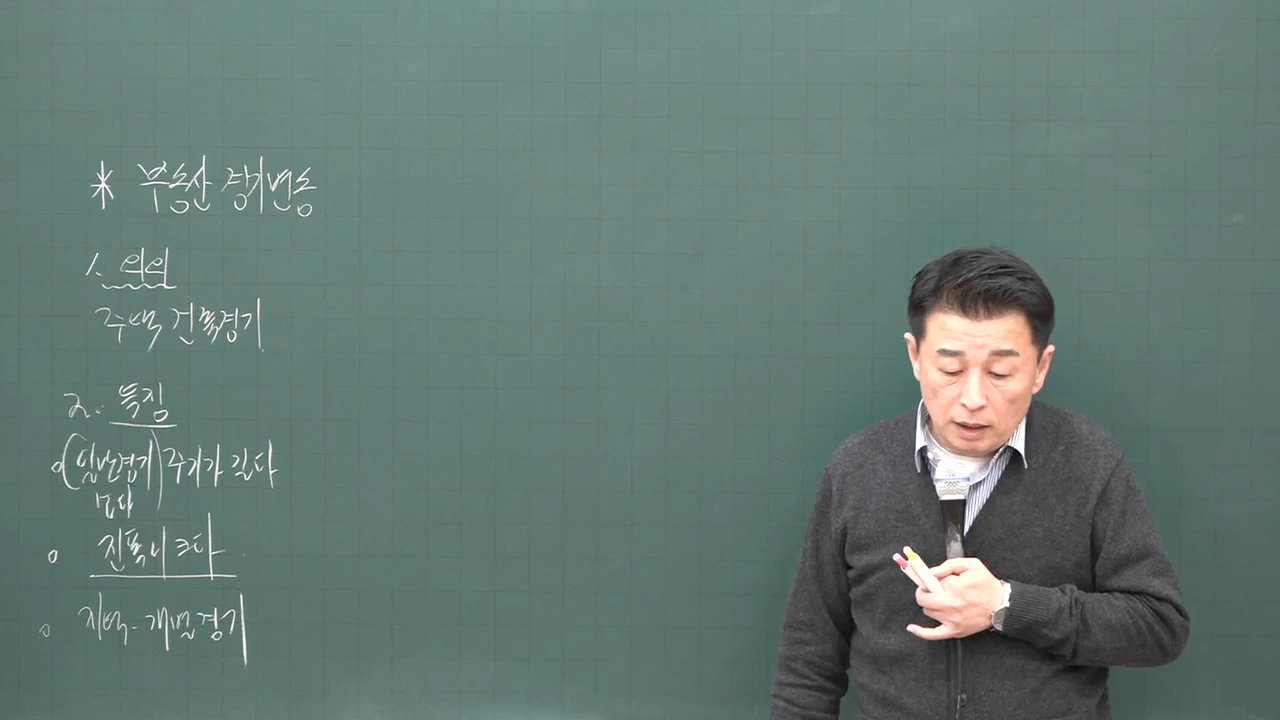 * 부동산 경기변동
1. 의의
주택 건축경기
2. 특징
o (일반경기) 주기가 길다
보다
o 진폭이 크다
o 지역-개별경기